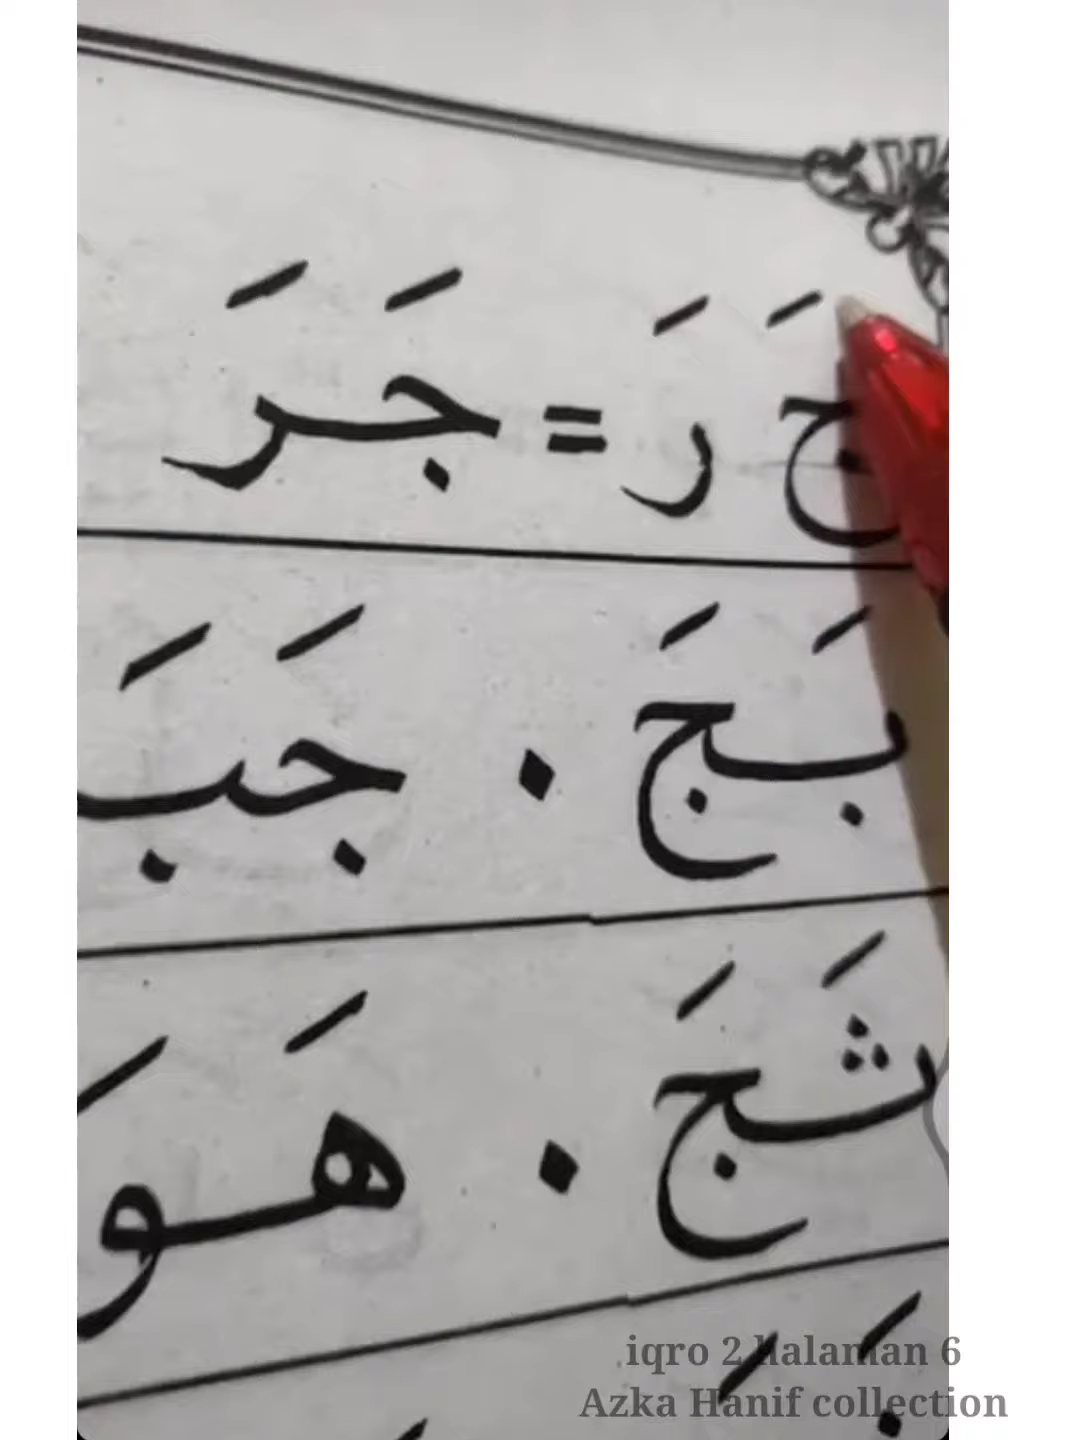 جَ رَ = جَرَ
بَجَ . جَبَ
ثَجَ . هَوَ
iqro 2 halaman 6
Azka Hanif collection